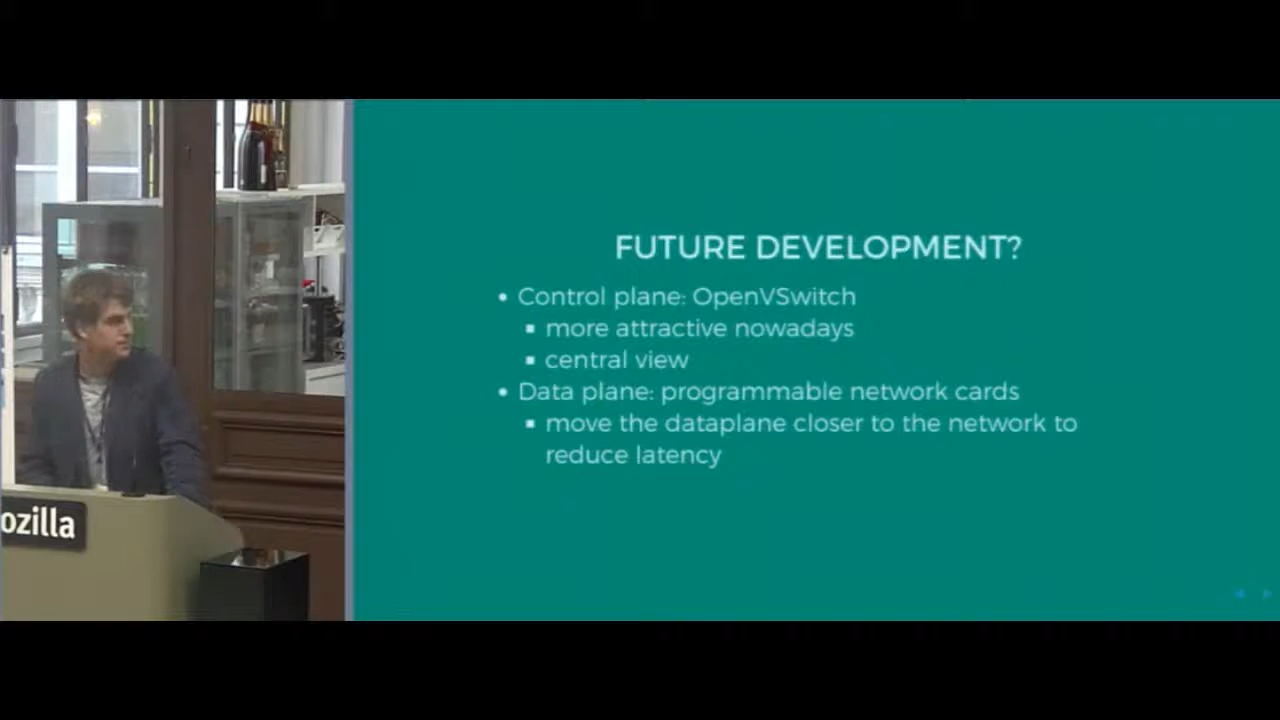 FUTURE DEVELOPMENT?
• Control plane: OpenVSwitch
▪ more attractive nowadays
▪ central view
• Data plane: programmable network cards
▪ move the dataplane closer to the network to
reduce latency
ozilla